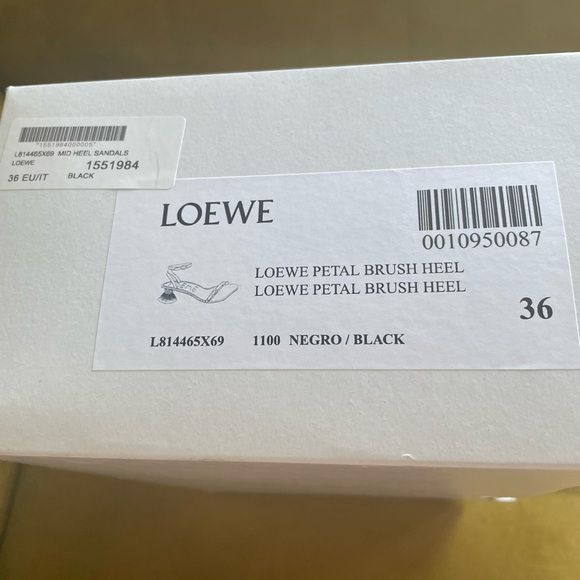 *1551984000005*
L814465X69 MID HEEL SANDALS
LOEWE 1551984
36 EU/IT BLACK
LOEWE
0010950087
LOEWE PETAL BRUSH HEEL
LOEWE PETAL BRUSH HEEL
36
L814465X69 1100 NEGRO / BLACK